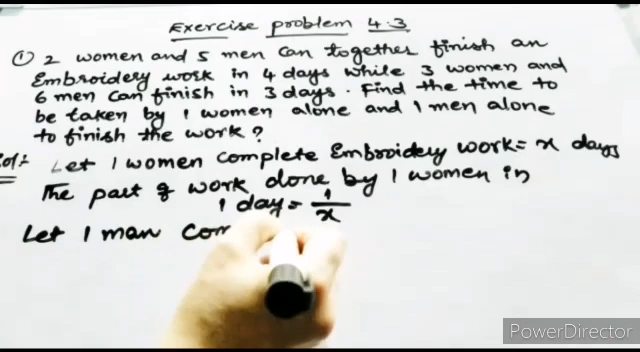 Exercise problem 4.3
① 2 women and 5 men can together finish an
Embroidery work in 4 days while 3 women and
6 men can finish in 3 days. Find the time to
be taken by 1 women alone and 1 men alone
to finish the work?
Sol:- Let 1 women complete Embroidery work = x days
The part of work done by 1 women in
1 day = 1/x
Let 1 man com
PowerDirector